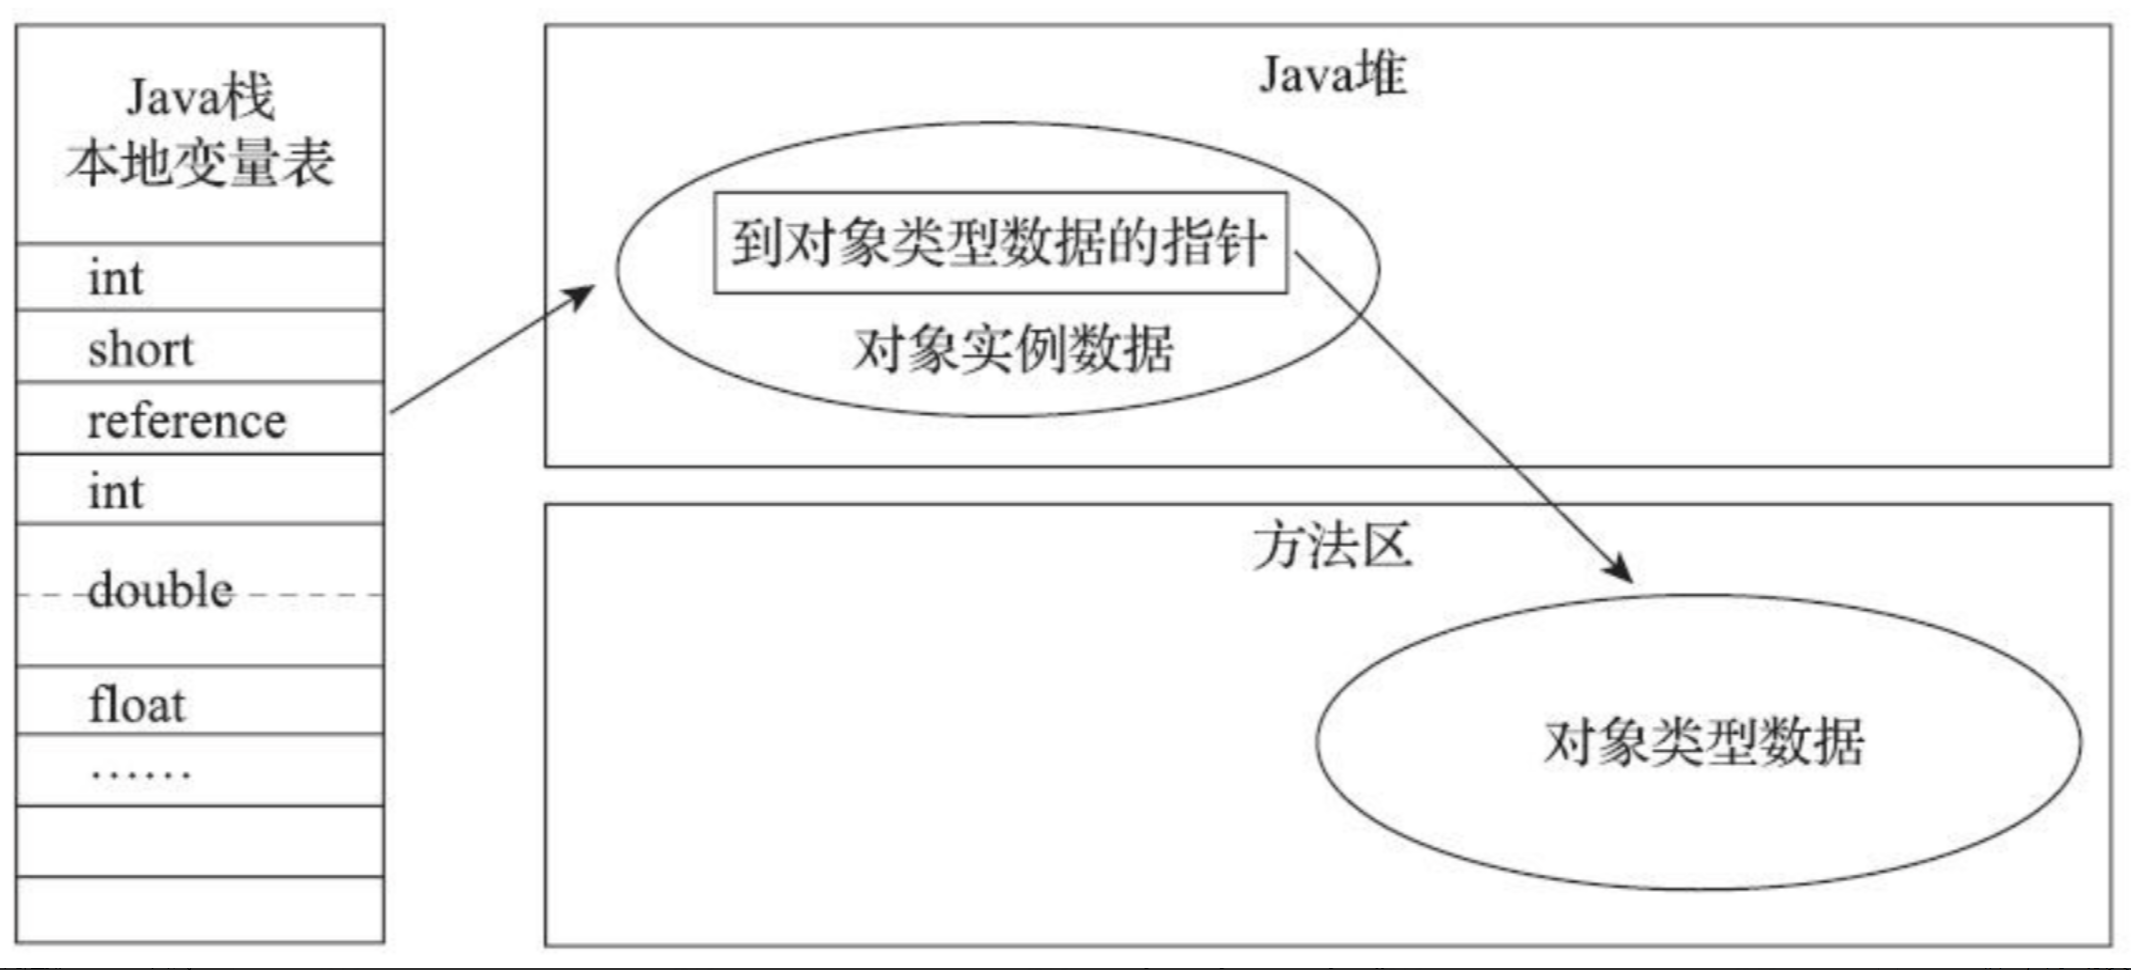 Java栈
本地变量表
int
short
reference
int
double
float
……
Java堆
到对象类型数据的指针
对象实例数据
方法区
对象类型数据